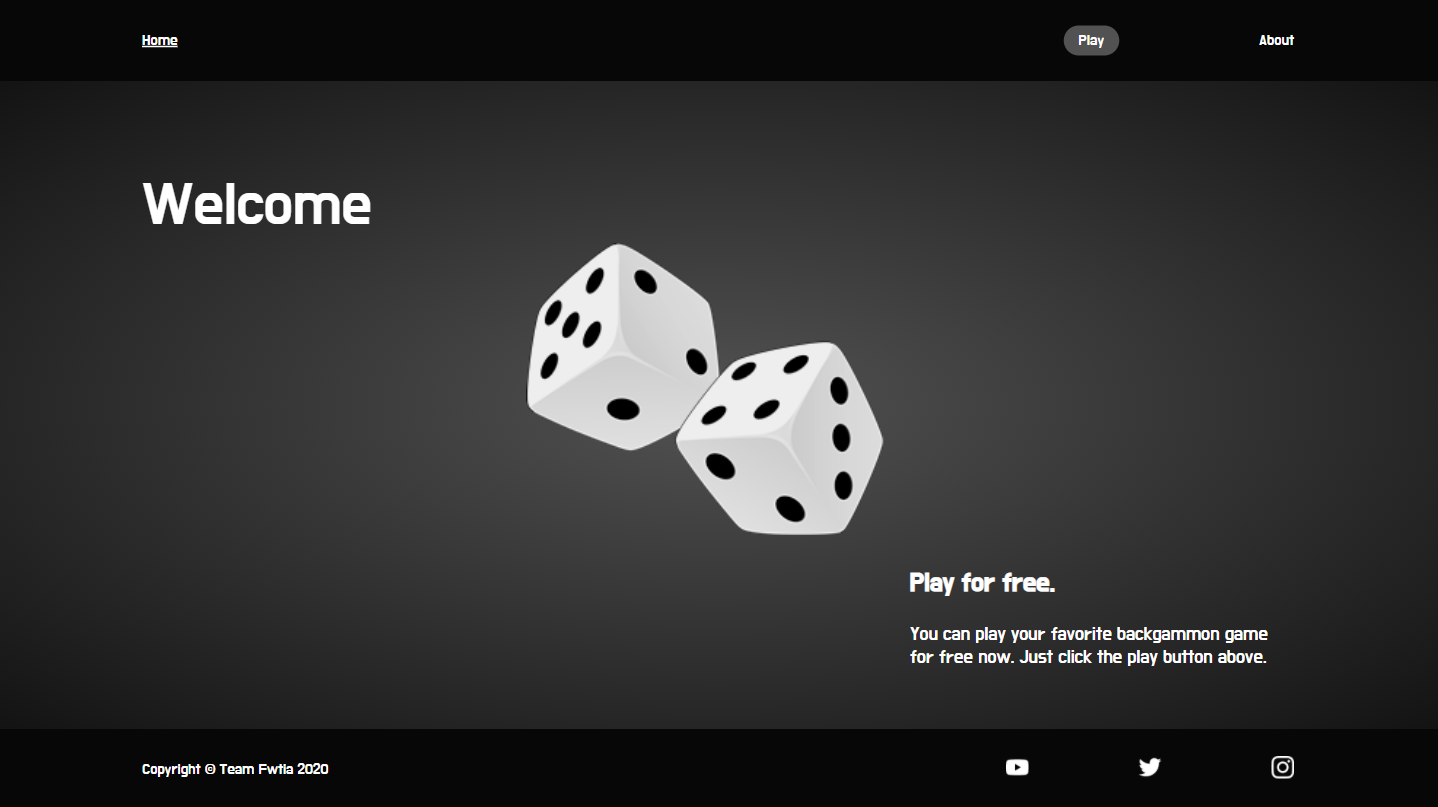 Home
Play
About
Welcome
Play for free.
You can play your favorite backgammon game
for free now. Just click the play button above.
Copyright © Team Fwtia 2020